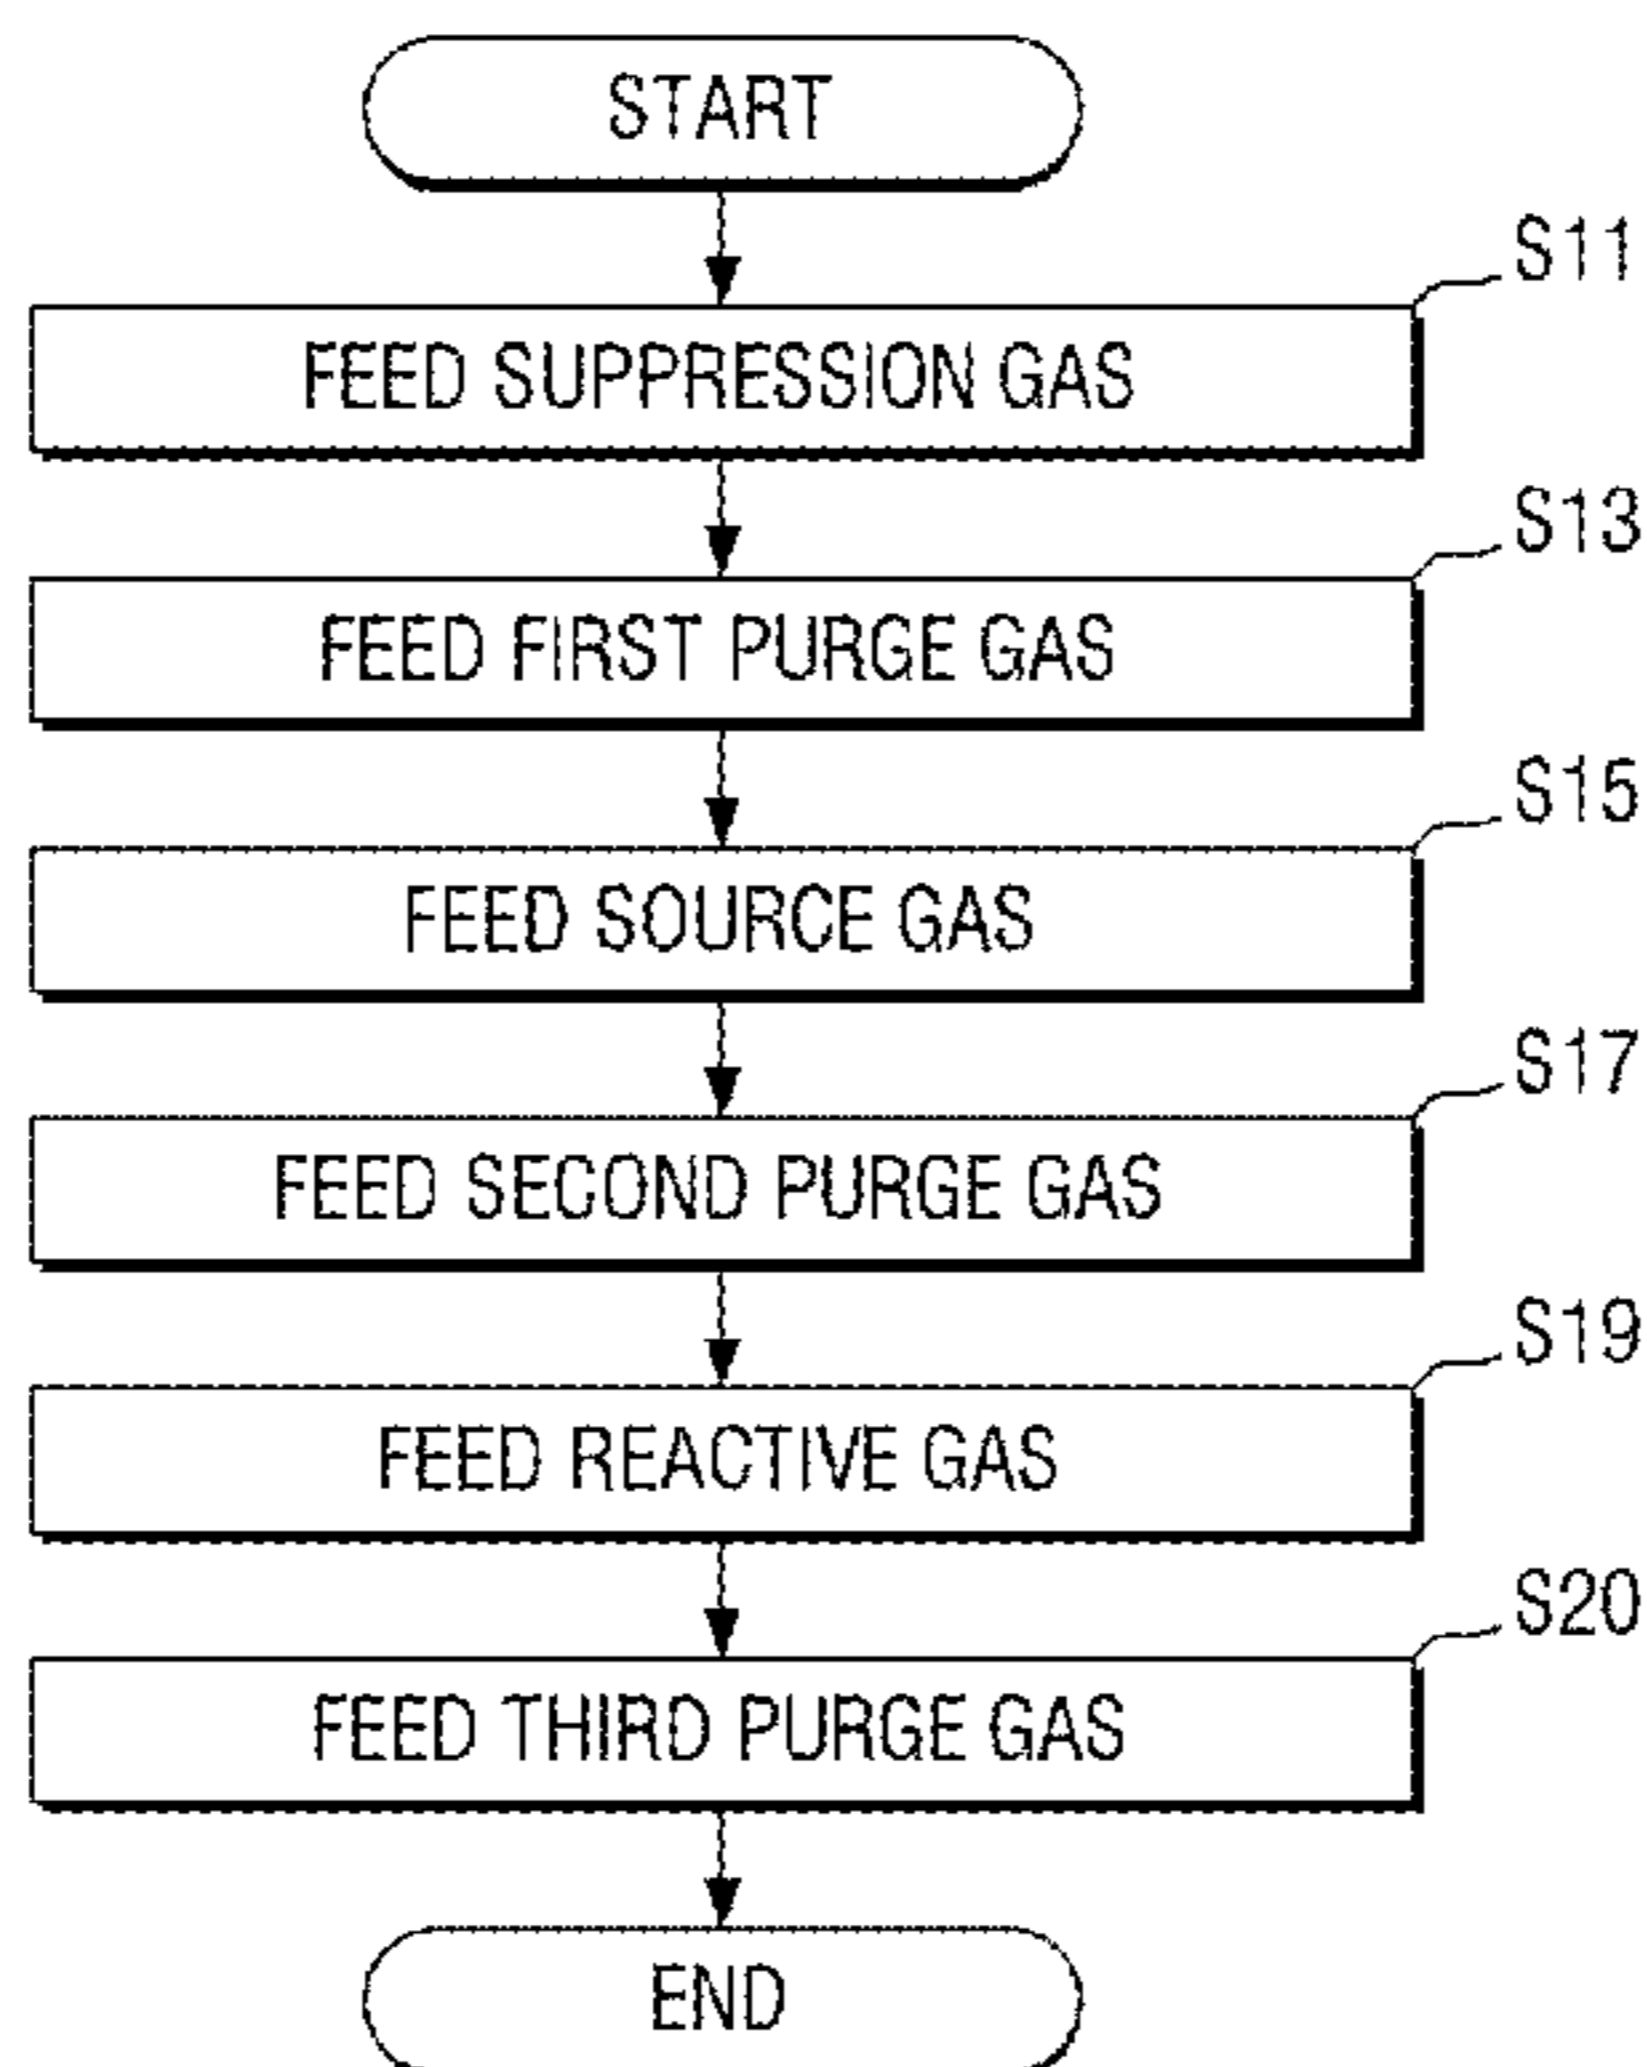 START
S11
FEED SUPPRESSION GAS
S13
FEED FIRST PURGE GAS
S15
FEED SOURCE GAS
S17
FEED SECOND PURGE GAS
S19
FEED REACTIVE GAS
S20
FEED THIRD PURGE GAS
END